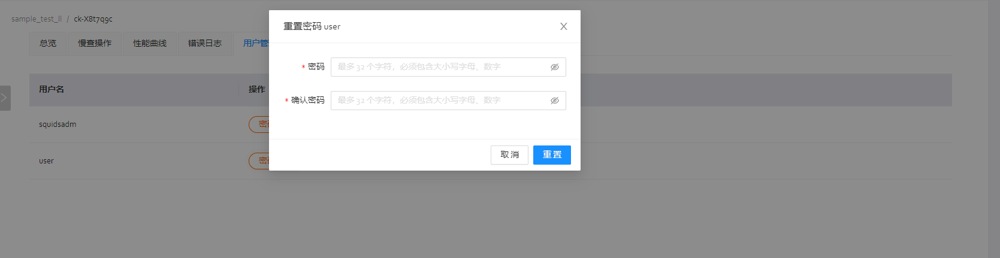 sample_test_ll / ck-X8t7q9c
总览 慢查操作 性能曲线 错误日志 用户管
用户名 操作
squidsadm 密
user 密
重置密码 user
* 密码 最多 32 个字符，必须包含大小写字母、数字
* 确认密码 最多 32 个字符，必须包含大小写字母、数字
取消 重置